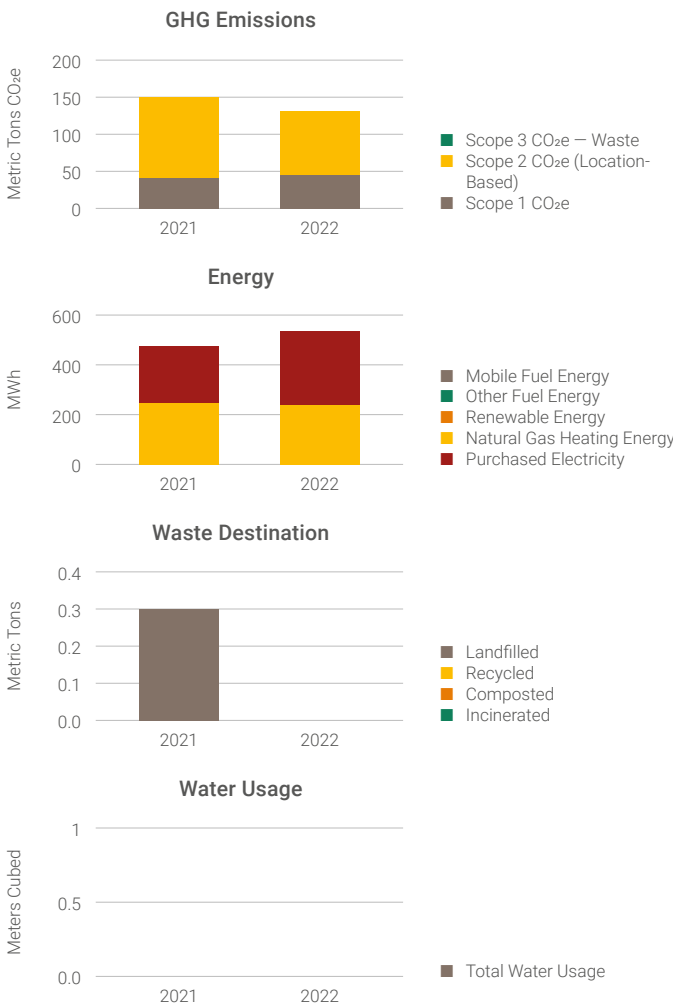 GHG Emissions
Metric Tons CO₂e
200
150
100
50
0
2021
2022
Scope 3 CO₂e — Waste
Scope 2 CO₂e (Location-
Based)
Scope 1 CO₂e
Energy
MWh
600
400
200
0
2021
2022
Mobile Fuel Energy
Other Fuel Energy
Renewable Energy
Natural Gas Heating Energy
Purchased Electricity
Waste Destination
Metric Tons
0.4
0.3
0.2
0.1
0.0
2021
2022
Landfilled
Recycled
Composted
Incinerated
Water Usage
Meters Cubed
1
0.5
0.0
2021
2022
Total Water Usage